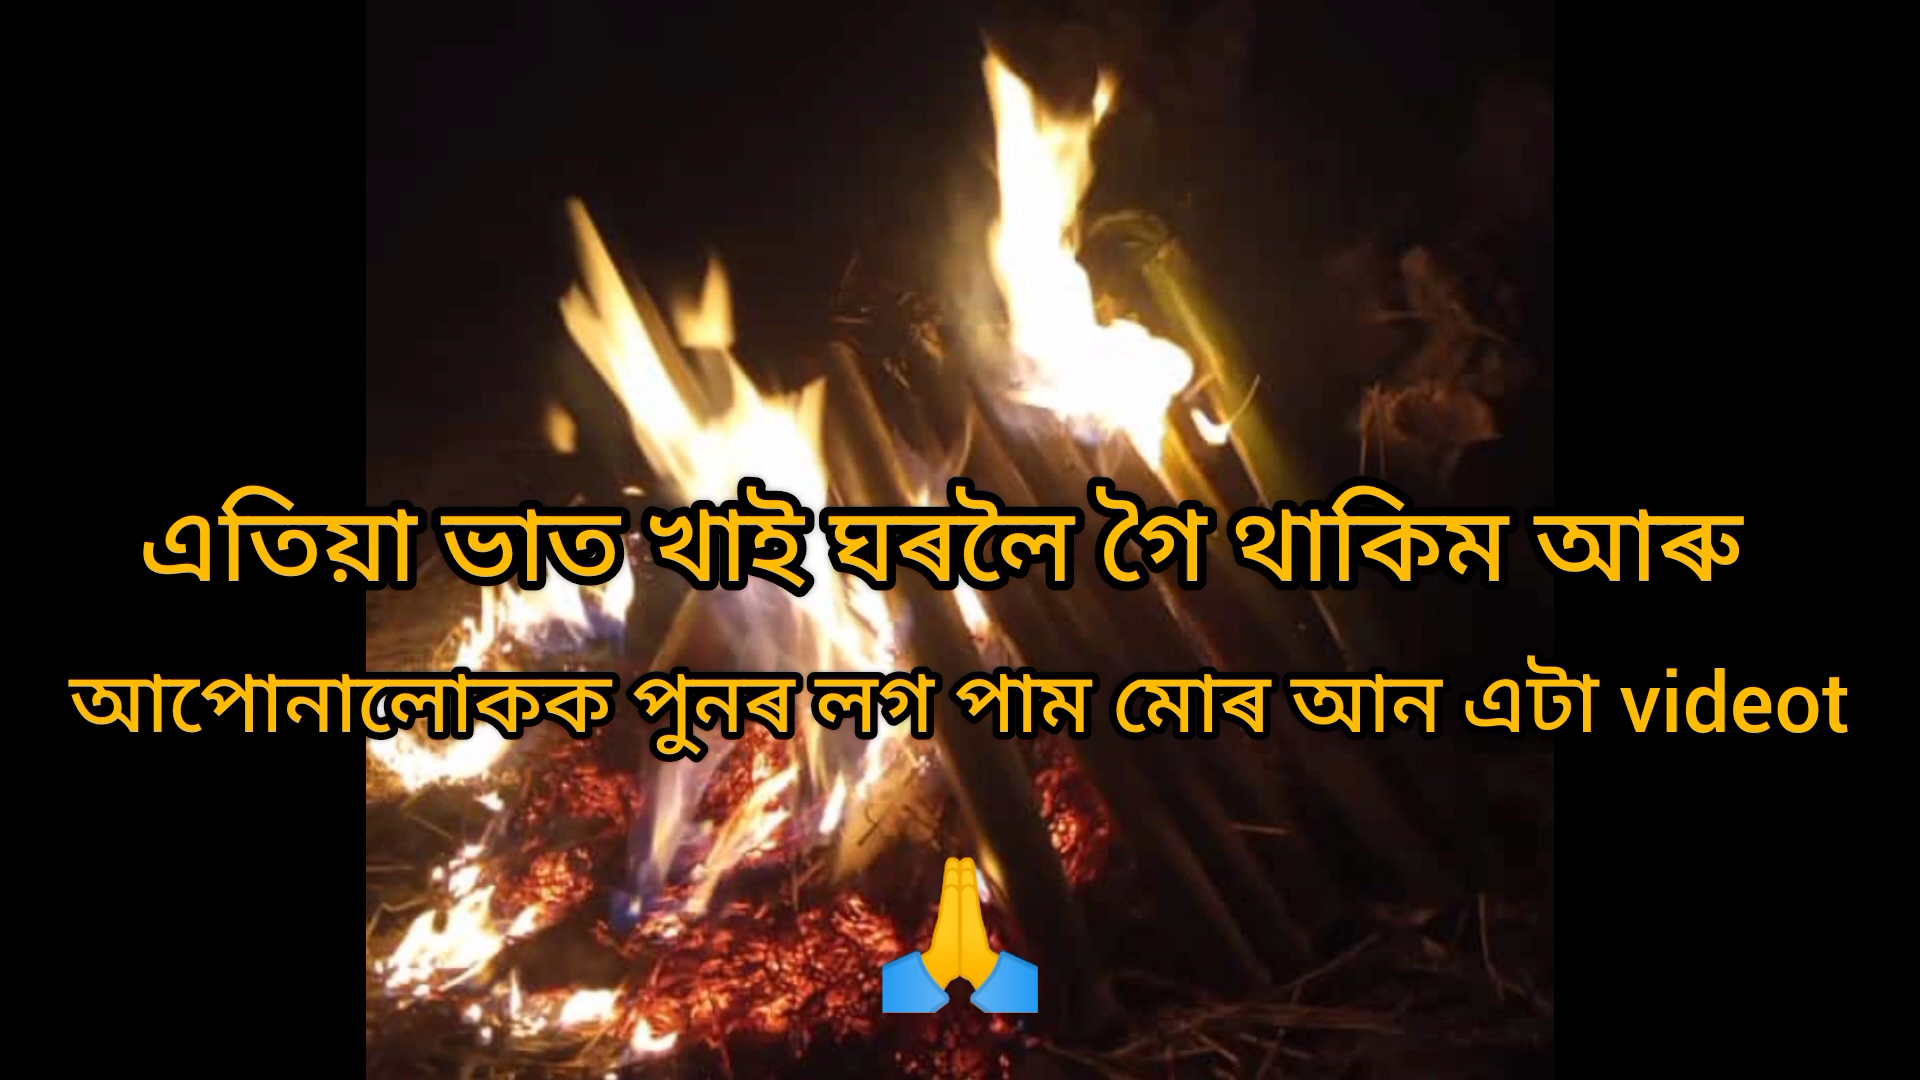 এতিয়া ভাত খাই ঘৰলৈ গৈ থাকিম আৰু
আপোনালোকক পুনৰ লগ পাম মোৰ আন এটা videot
🙏